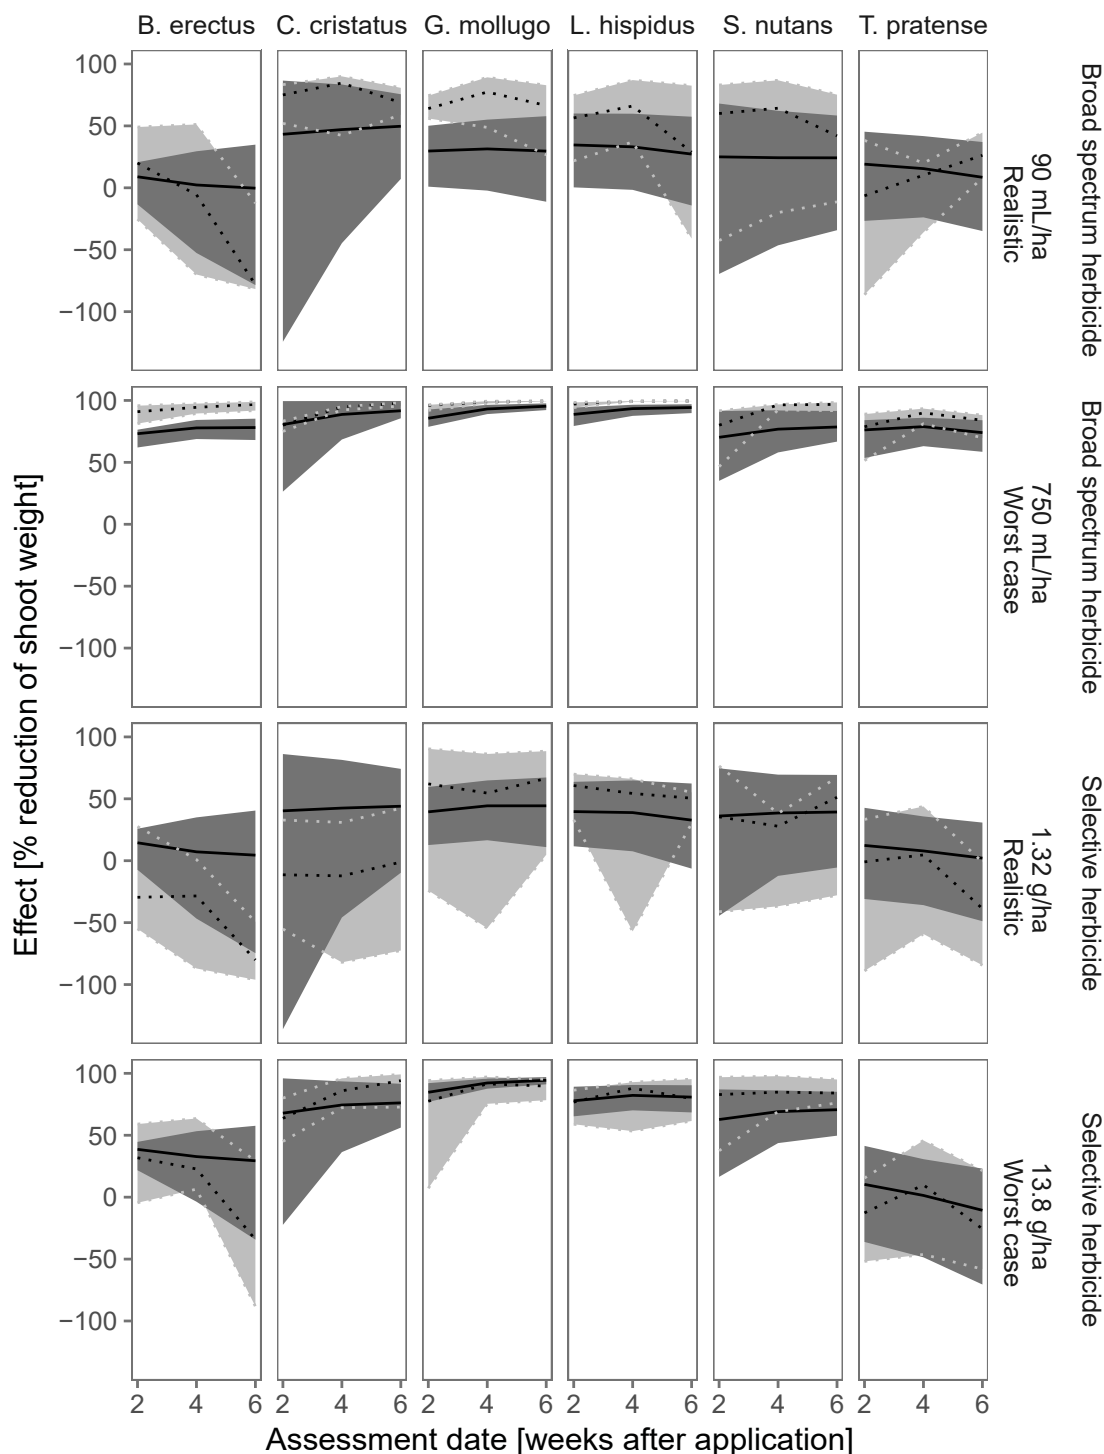 B. erectus C. cristatus G. mollugo L. hispidus S. nutans T. pratense
100
50
0
−50
−100
90 mL/ha
Realistic
Broad spectrum herbicide
100
50
0
−50
−100
750 mL/ha
Worst case
Broad spectrum herbicide
100
50
0
−50
−100
1.32 g/ha
Realistic
Selective herbicide
100
50
0
−50
−100
13.8 g/ha
Worst case
Selective herbicide
Effect [% reduction of shoot weight]
2 4 6 2 4 6 2 4 6 2 4 6 2 4 6 2 4 6
Assessment date [weeks after application]